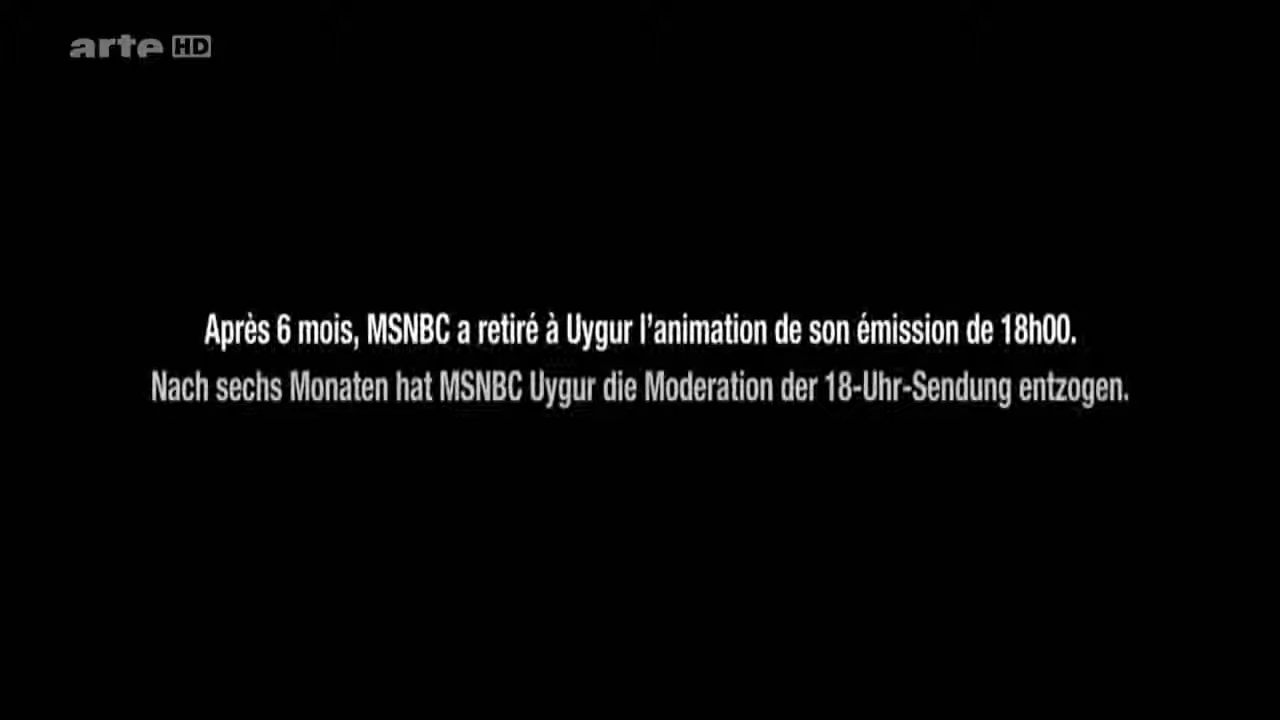 arte HD
Après 6 mois, MSNBC a retiré à Uygur l'animation de son émission de 18h00.
Nach sechs Monaten hat MSNBC Uygur die Moderation der 18-Uhr-Sendung entzogen.